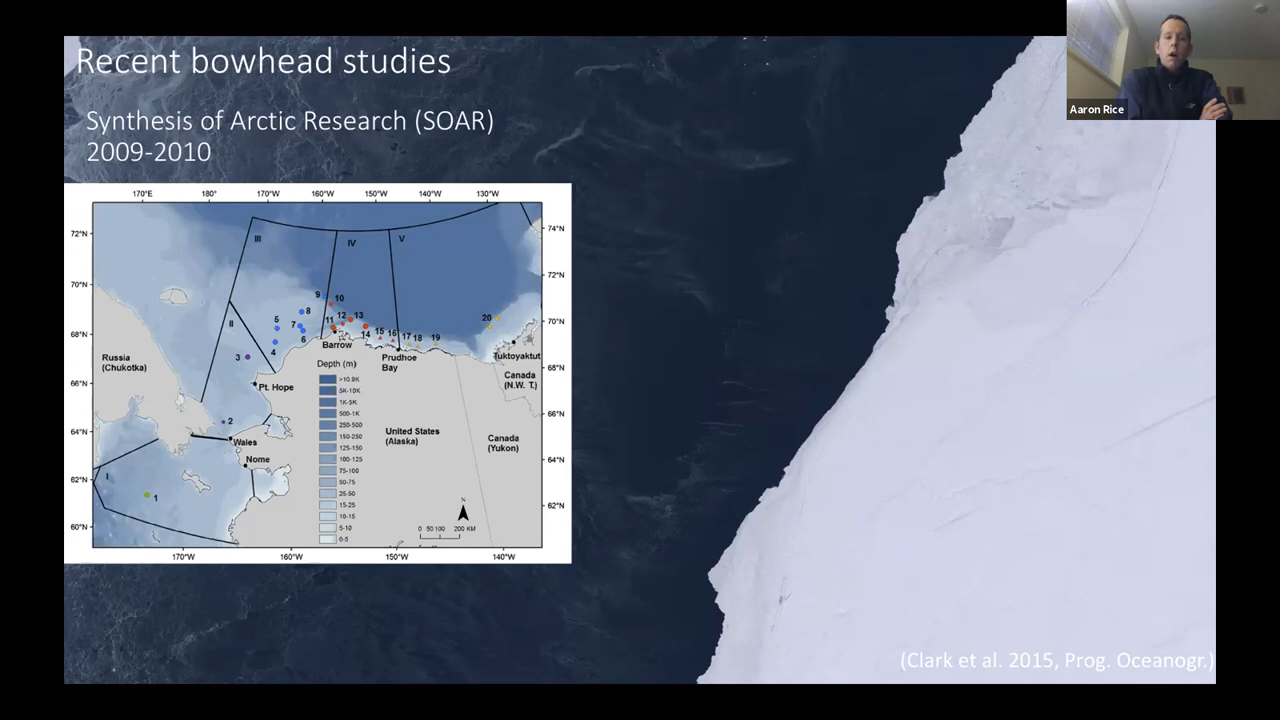 Recent bowhead studies
Aaron Rice
Synthesis of Arctic Research (SOAR)
2009-2010
170°E 180° 170°W 160°W 150°W 140°W 130°W
72°N
70°N
68°N
66°N
64°N
62°N
60°N
74°N
72°N
70°N
68°N
66°N
64°N
62°N
III
IV
V
II
I
9
10
8
5
7
6
4
3
11
12
13
14
15
16
17
18
19
20
2
1
Barrow
Prudhoe
Bay
Tuktoyaktut
Russia
(Chukotka)
Pt. Hope
Canada
(N.W. T.)
Wales
Nome
United States
(Alaska)
Canada
(Yukon)
Depth (m)
>10.9K
5K-10K
1K-5K
500-1K
250-500
150-250
125-150
100-125
75-100
50-75
25-50
15-25
10-15
5-10
0-5
N
0 50 100 200 KM
170°W 160°W 150°W 140°W
(Clark et al. 2015, Prog. Oceanogr.)